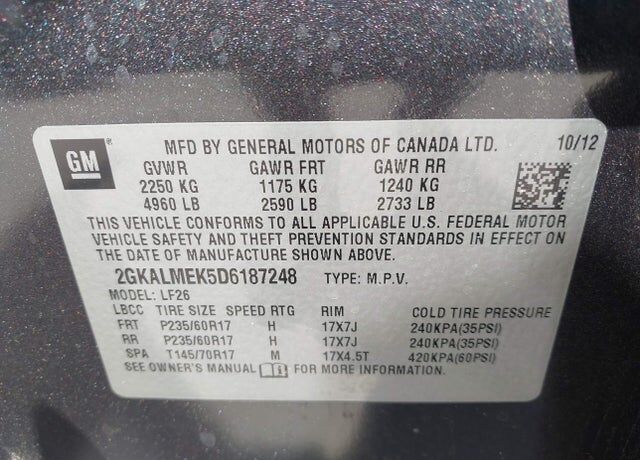 GM
MFD BY GENERAL MOTORS OF CANADA LTD. 10/12
GVWR GAWR FRT GAWR RR
2250 KG 1175 KG 1240 KG
4960 LB 2590 LB 2733 LB
THIS VEHICLE CONFORMS TO ALL APPLICABLE U.S. FEDERAL MOTOR
VEHICLE SAFETY AND THEFT PREVENTION STANDARDS IN EFFECT ON
THE DATE OF MANUFACTURE SHOWN ABOVE.
2GKALMEK5D6187248 TYPE: M.P.V.
MODEL: LF26
LBCC TIRE SIZE SPEED RTG RIM COLD TIRE PRESSURE
FRT P235/60R17 H 17X7J 240KPA(35PSI)
RR P235/60R17 H 17X7J 240KPA(35PSI)
SPA T145/70R17 M 17X4.5T 420KPA(60PSI)
SEE OWNER'S MANUAL FOR MORE INFORMATION.